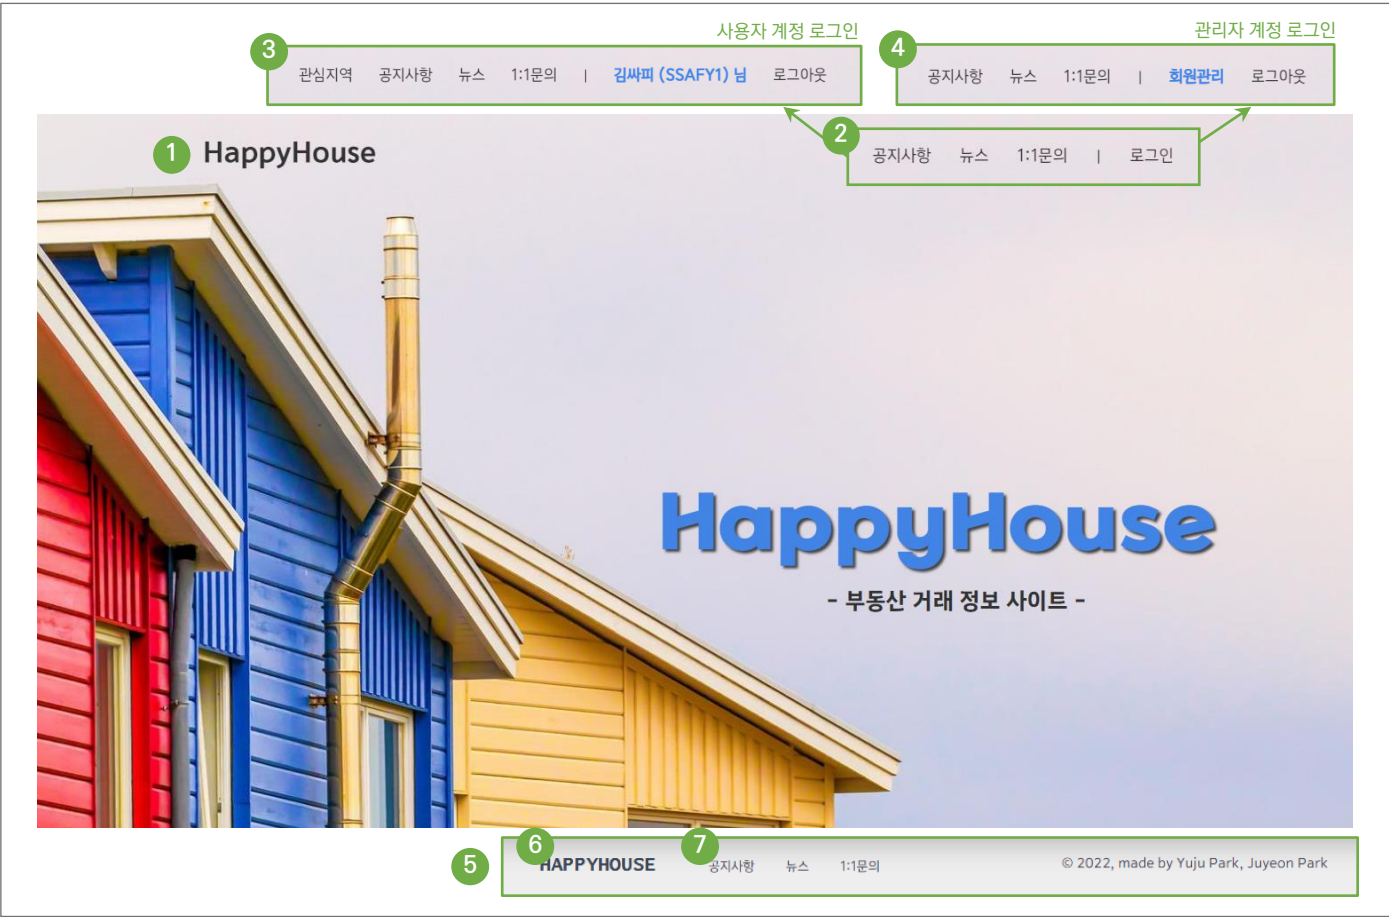 사용자 계정 로그인
관리자 계정 로그인
3
관심지역 공지사항 뉴스 1:1문의 | 김싸피 (SSAFY1) 님 로그아웃
4
공지사항 뉴스 1:1문의 | 회원관리 로그아웃
1
HappyHouse
2
공지사항 뉴스 1:1문의 | 로그인
HappyHouse
- 부동산 거래 정보 사이트 -
5
6
HAPPYHOUSE
7
공지사항 뉴스 1:1문의
© 2022, made by Yuju Park, Juyeon Park